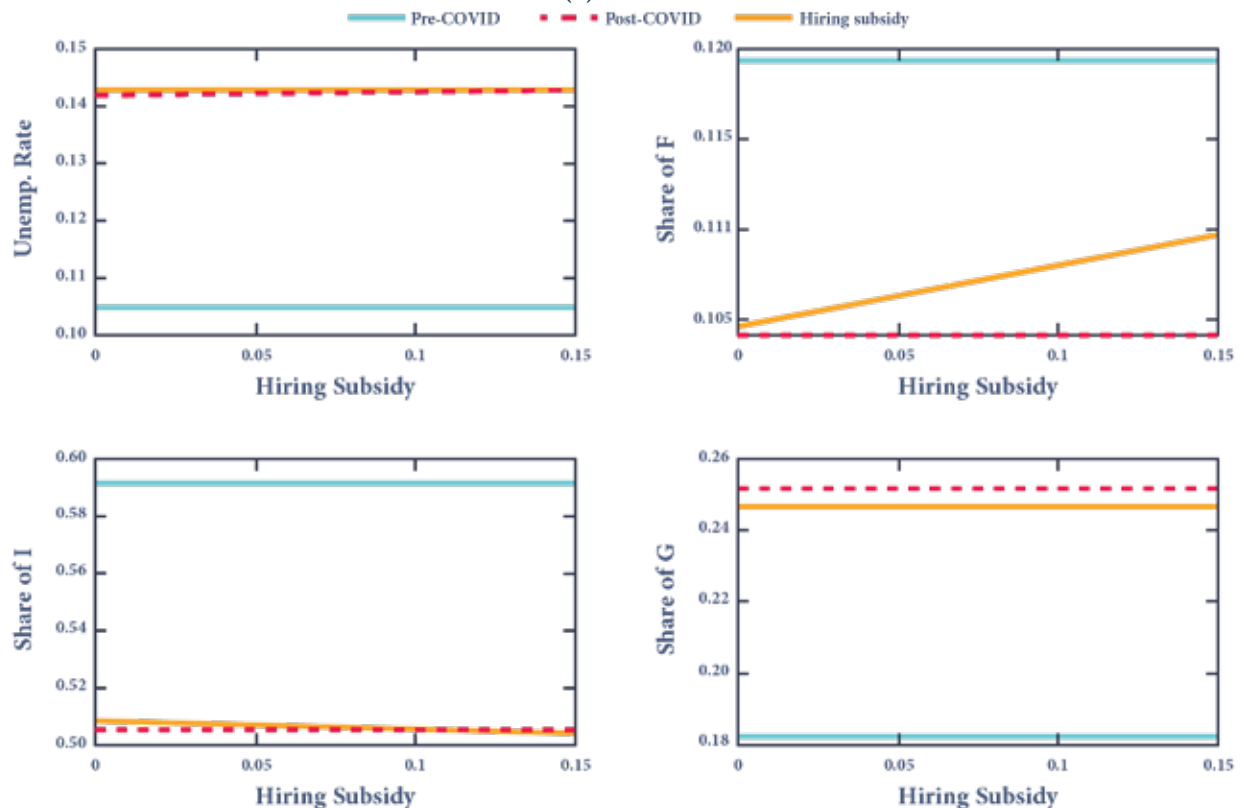 Pre-COVID Post-COVID Hiring subsidy
0.15
0.14
0.13
0.12
0.11
0.10
Unemp. Rate
0 0.05 0.1 0.15
Hiring Subsidy
0.120
0.115
0.111
0.105
Share of F
0 0.05 0.1 0.15
Hiring Subsidy
0.60
0.58
0.56
0.54
0.52
0.50
Share of I
0 0.05 0.1 0.15
Hiring Subsidy
0.26
0.24
0.22
0.20
0.18
Share of G
0 0.05 0.1 0.15
Hiring Subsidy